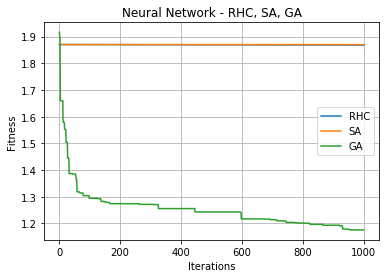 Neural Network - RHC, SA, GA
1.9
1.8
1.7
1.6
1.5
1.4
1.3
1.2
Fitness
RHC
SA
GA
0 200 400 600 800 1000
Iterations